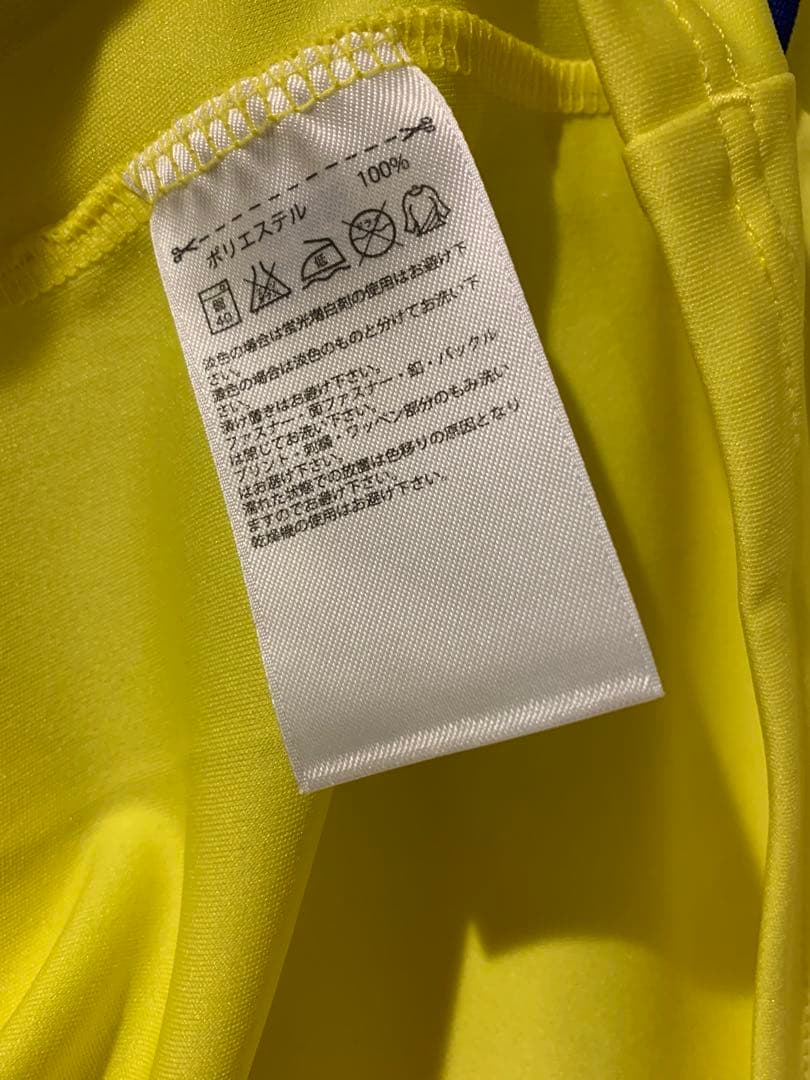 ポリエステル 100%
40
低
淡色の場合は蛍光増白剤の使用はお避け下
さい。
濃色の場合は淡色のものと分けてお洗い下
さい。
漬け置きはお避け下さい。
ファスナー・面ファスナー・釦・バックル
は閉じてお洗い下さい。
プリント・刺繍・ワッペン部分のもみ洗い
はお避け下さい。
濡れた状態での放置は色移りの原因となり
ますのでお避け下さい。
乾燥機の使用はお避け下さい。